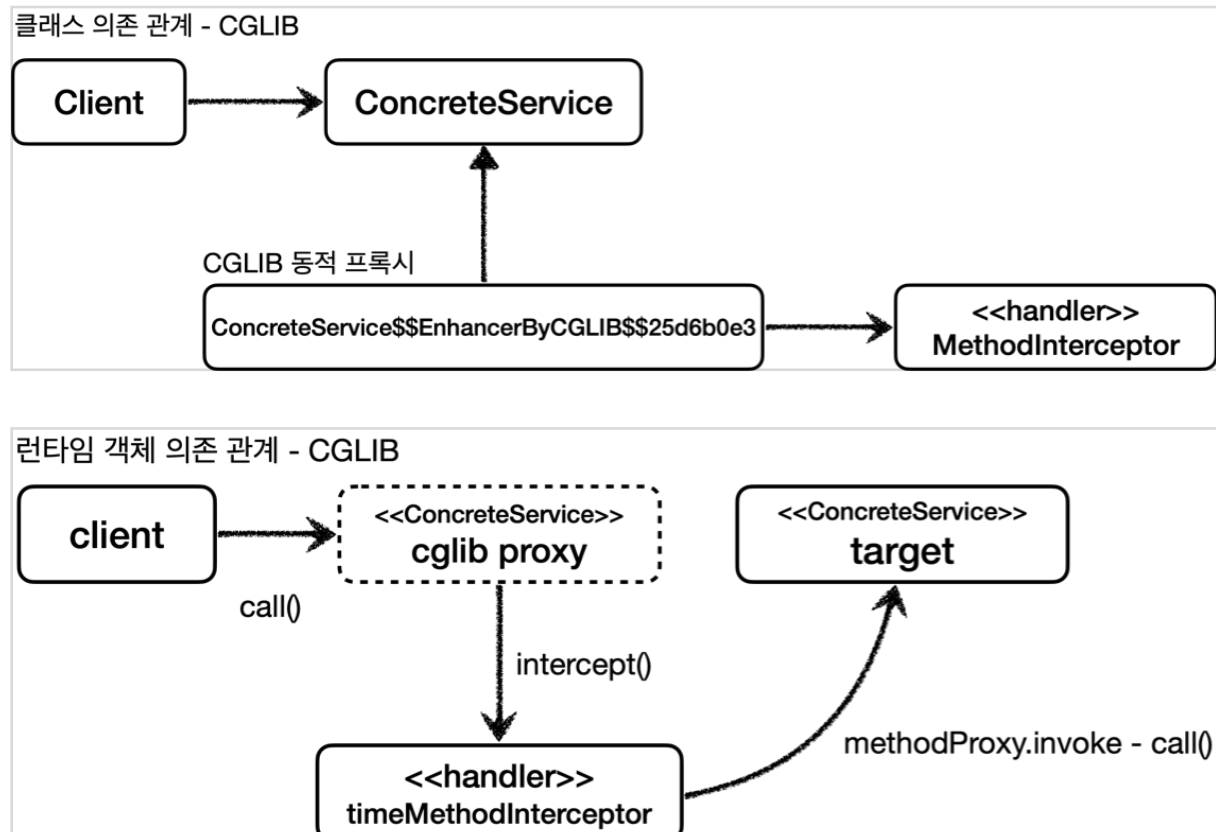 클래스 의존 관계 - CGLIB
Client
ConcreteService
CGLIB 동적 프록시
ConcreteService$$EnhancerByCGLIB$$25d6b0e3
<<handler>>
MethodInterceptor
런타임 객체 의존 관계 - CGLIB
client
<<ConcreteService>>
cglib proxy
<<ConcreteService>>
target
call()
intercept()
methodProxy.invoke - call()
<<handler>>
timeMethodInterceptor